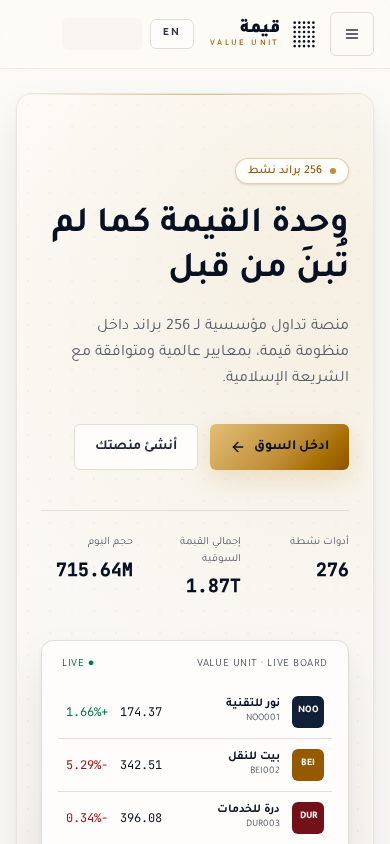 قيمة
VALUE UNIT
EN
256 براند نشط
وحدة القيمة كما لم
تُبنَ من قبل
منصة تداول مؤسسية لـ 256 براند داخل
منظومة قيمة، بمعايير عالمية ومتوافقة مع
الشريعة الإسلامية.
ادخل السوق ←
أنشئ منصتك
أدوات نشطة
276
إجمالي القيمة
السوقية
1.87T
حجم اليوم
715.64M
VALUE UNIT · LIVE BOARD
● LIVE
NOO
نور للتقنية
NOO001
174.37
1.66%+
BEI
بيت للنقل
BEI002
342.51
5.29%-
DUR
درة للخدمات
DUR003
396.08
0.34%-